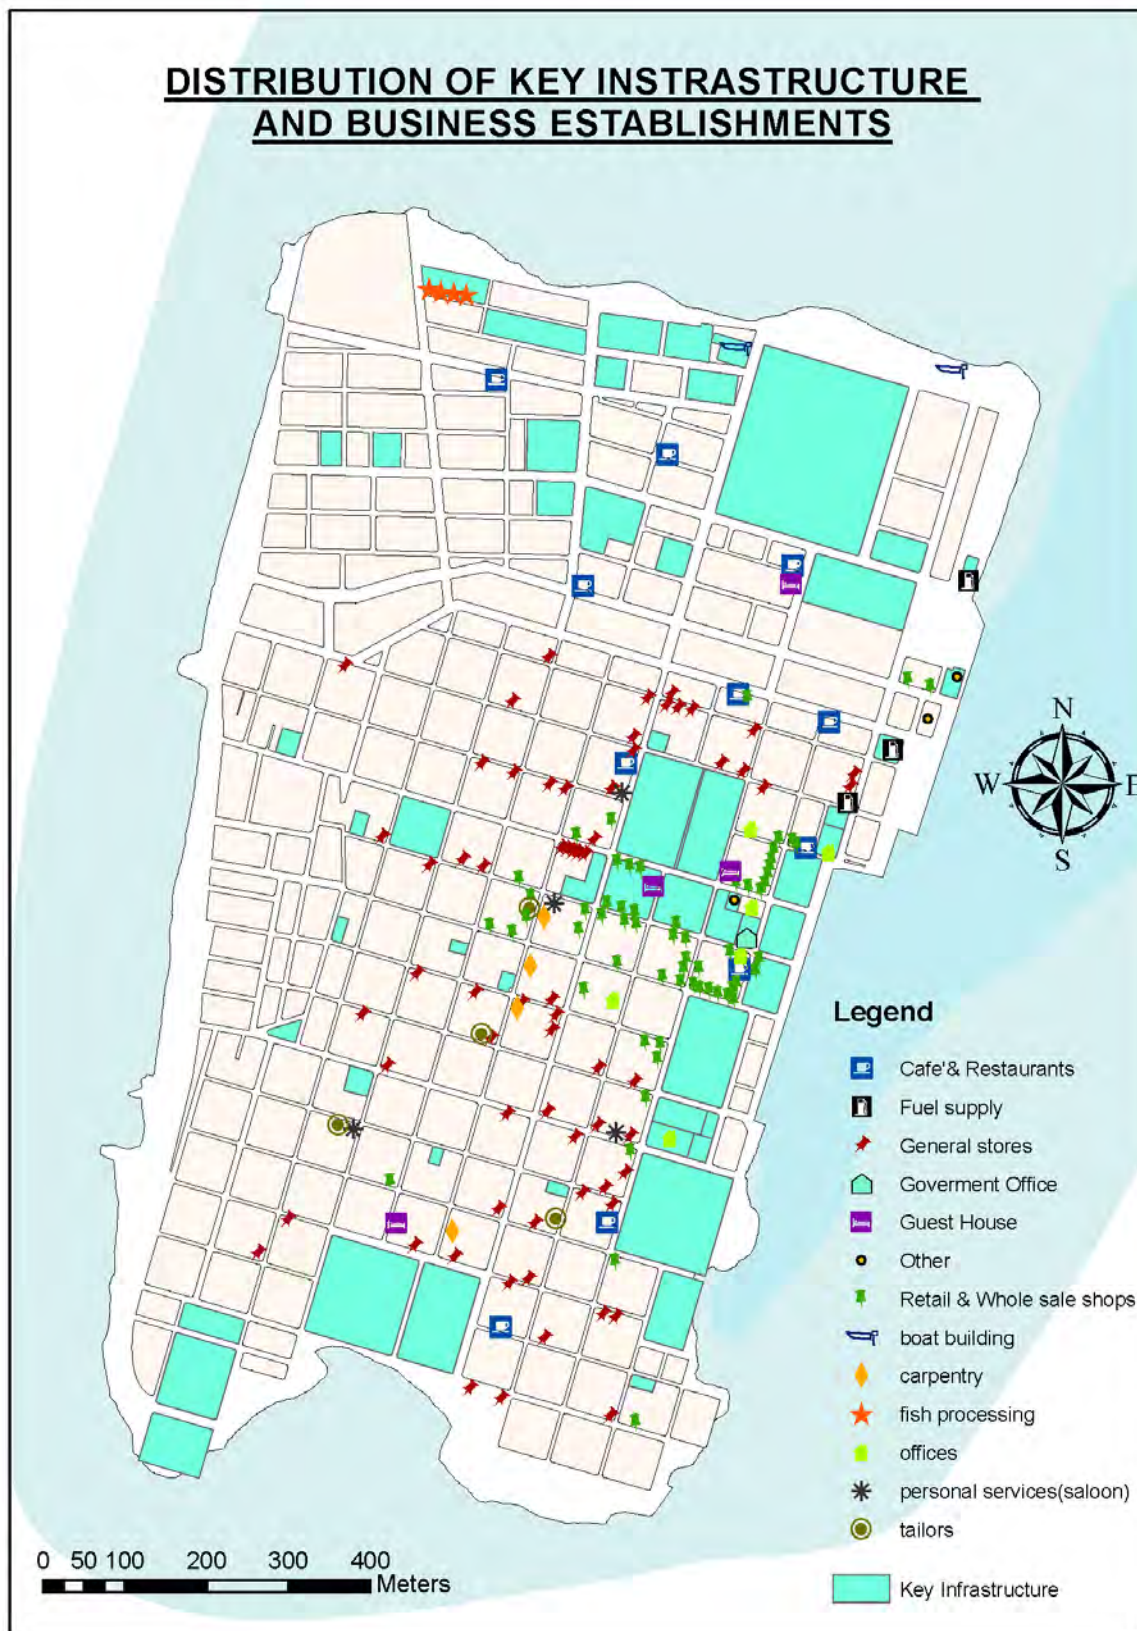 DISTRIBUTION OF KEY INSTRASTRUCTURE
AND BUSINESS ESTABLISHMENTS
N
W E
S
Legend
Cafe'& Restaurants
Fuel supply
General stores
Goverment Office
Guest House
Other
Retail & Whole sale shops
boat building
carpentry
fish processing
offices
personal services(saloon)
tailors
Key Infrastructure
0 50 100 200 300 400
Meters